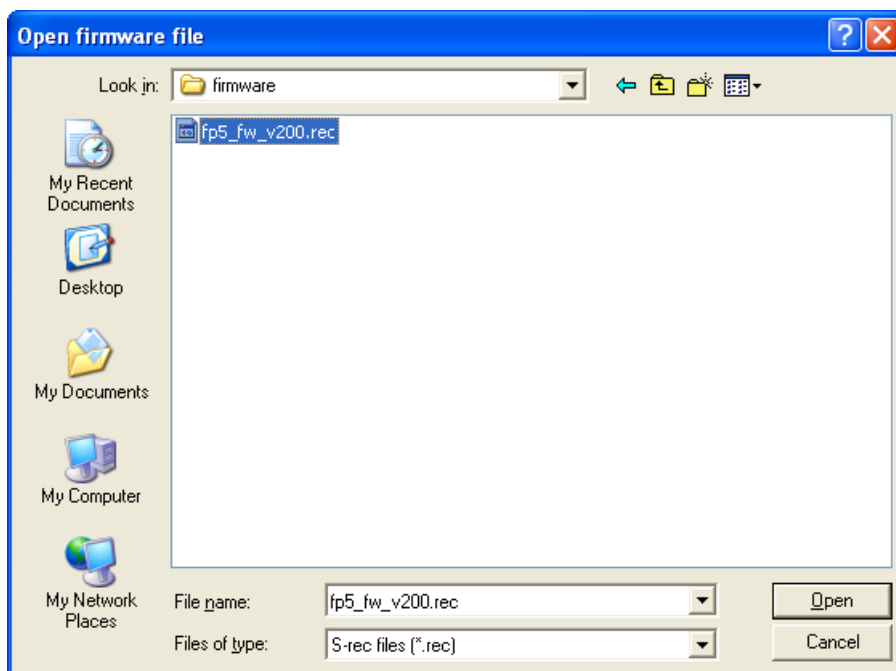 Open firmware file
Look in:
firmware
fp5_fw_v200.rec
My Recent
Documents
Desktop
My Documents
My Computer
My Network
Places
File name:
fp5_fw_v200.rec
Open
Files of type:
S-rec files (*.rec)
Cancel